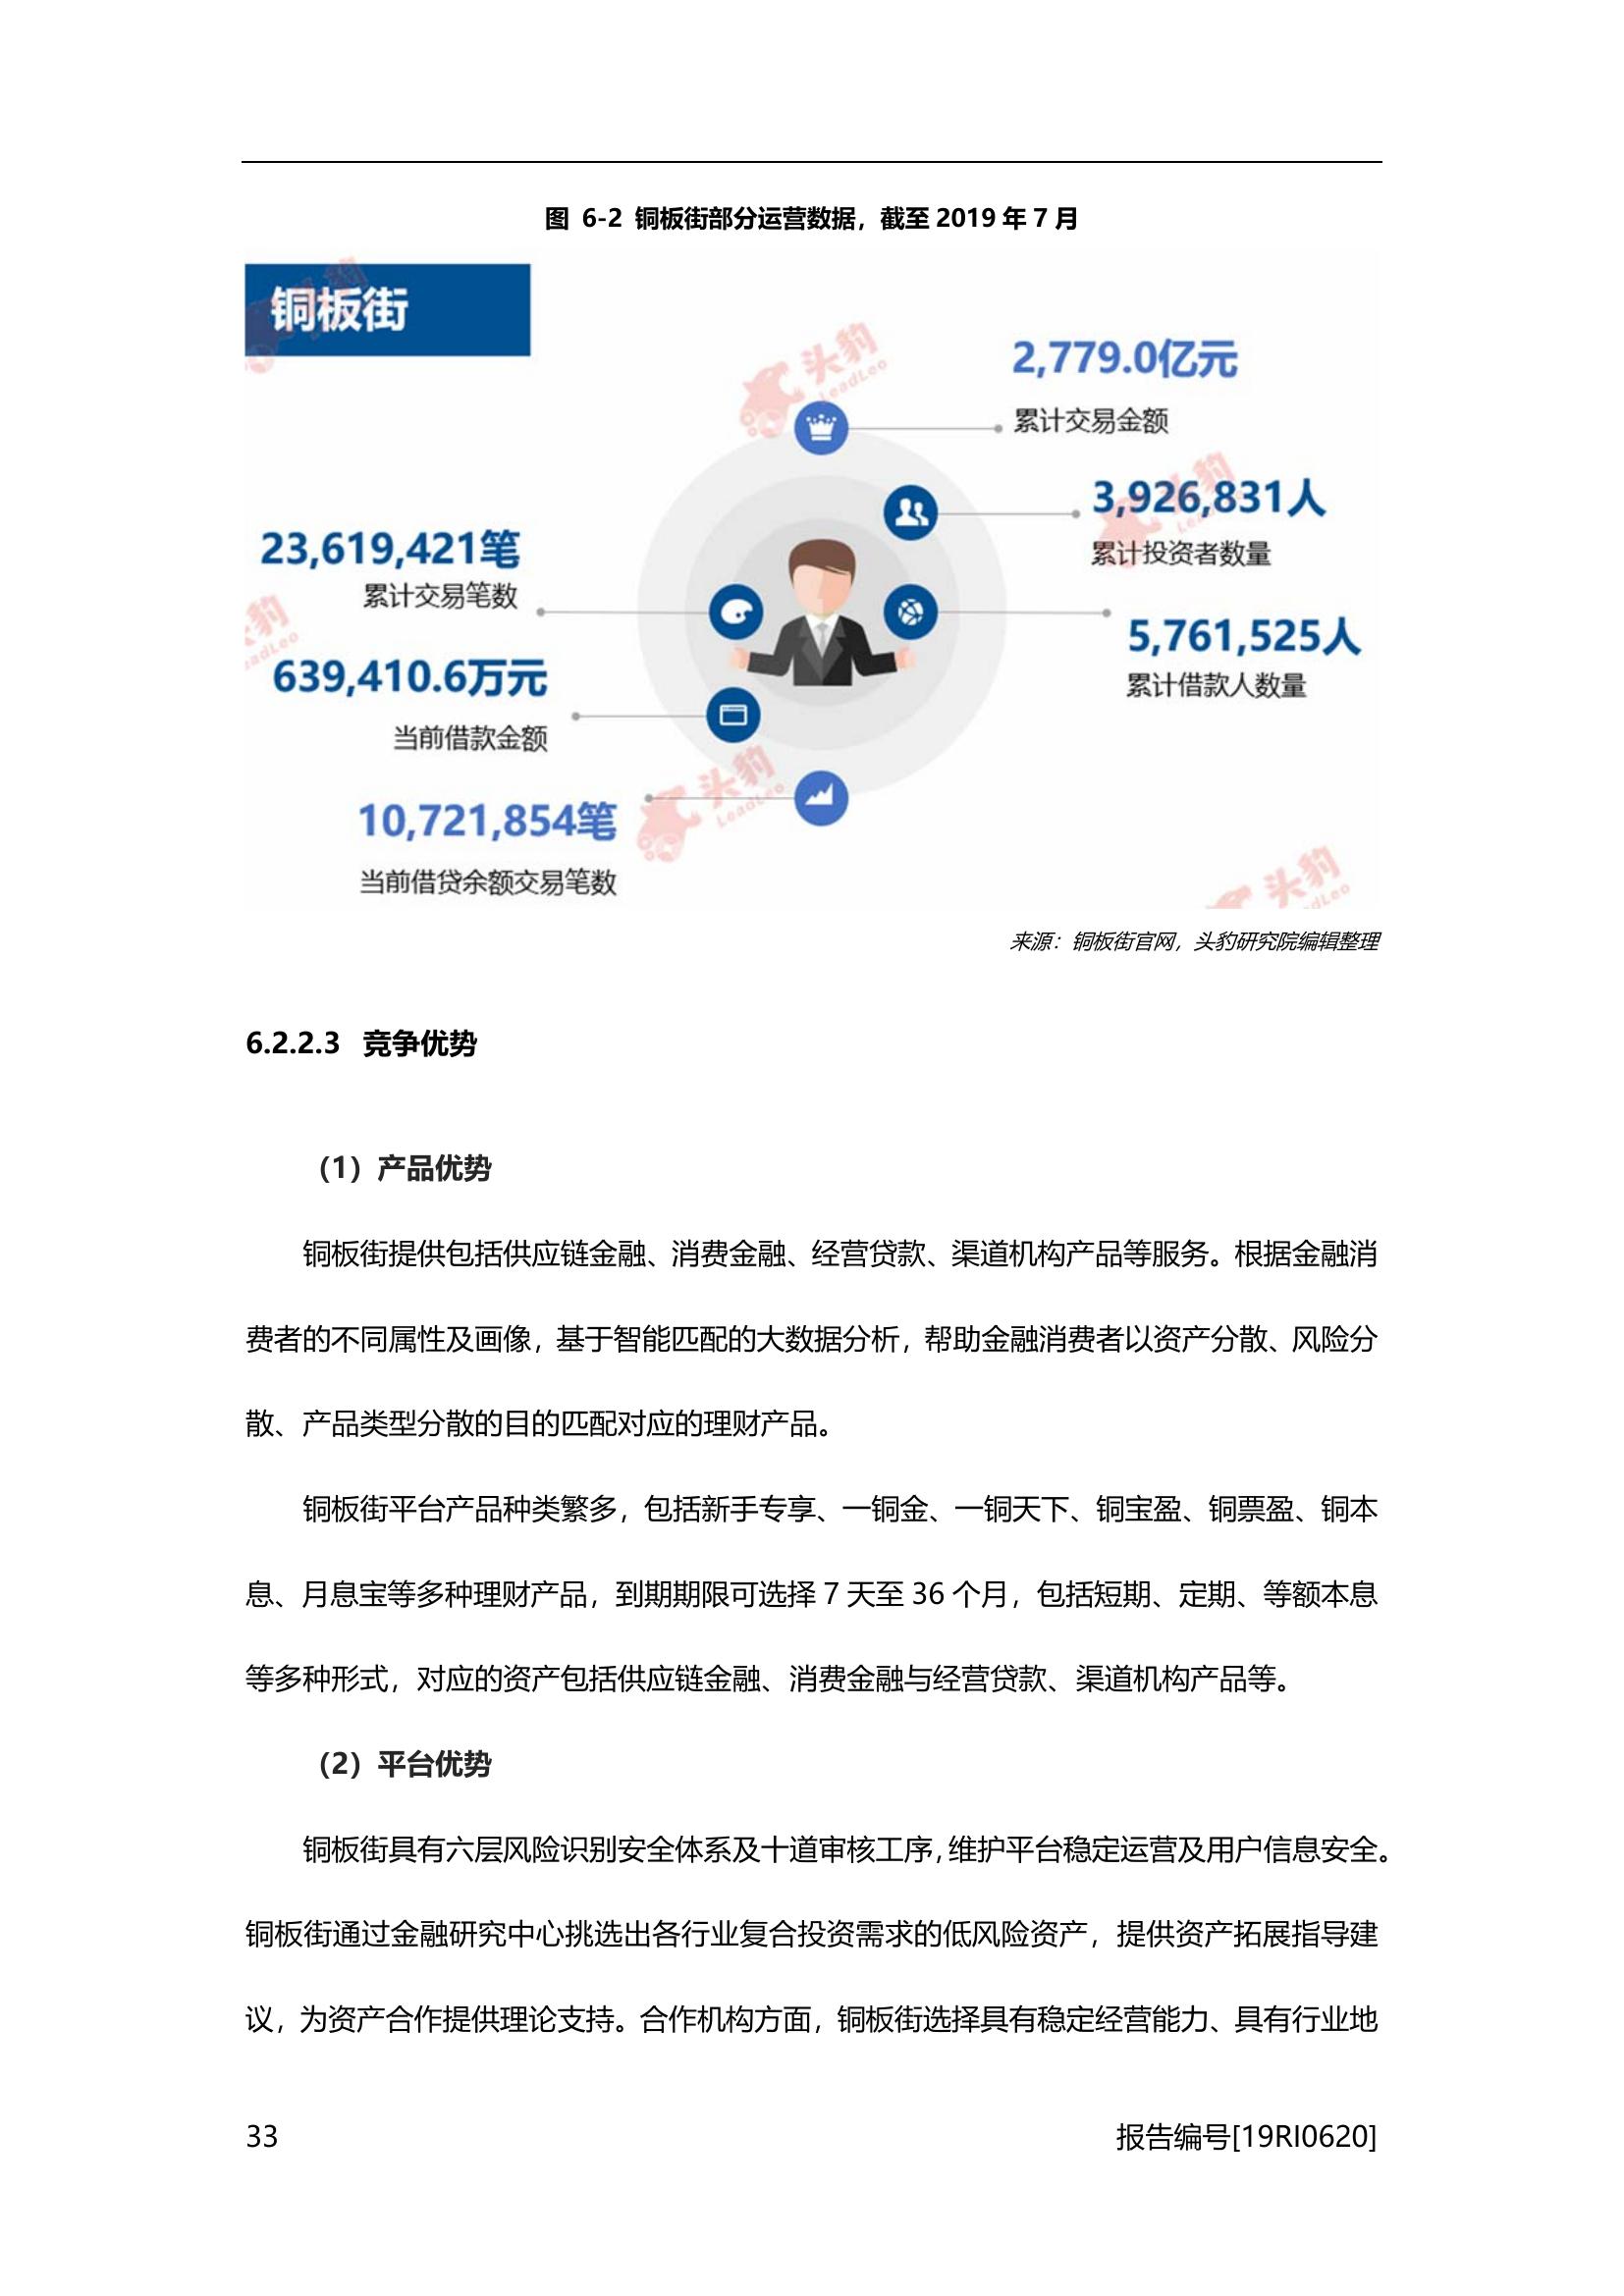 图 6-2 铜板街部分运营数据，截至 2019 年 7 月
铜板街
2,779.0亿元
累计交易金额
3,926,831人
累计投资者数量
23,619,421笔
累计交易笔数
5,761,525人
累计借款人数量
639,410.6万元
当前借款金额
10,721,854笔
当前借贷余额交易笔数
头豹
LeadLeo
头豹
头豹
LeadLeo
头豹
来源：铜板街官网，头豹研究院编辑整理
6.2.2.3 竞争优势
（1）产品优势
铜板街提供包括供应链金融、消费金融、经营贷款、渠道机构产品等服务。根据金融消
费者的不同属性及画像，基于智能匹配的大数据分析，帮助金融消费者以资产分散、风险分
散、产品类型分散的目的匹配对应的理财产品。
铜板街平台产品种类繁多，包括新手专享、一铜金、一铜天下、铜宝盈、铜票盈、铜本
息、月息宝等多种理财产品，到期期限可选择 7 天至 36 个月，包括短期、定期、等额本息
等多种形式，对应的资产包括供应链金融、消费金融与经营贷款、渠道机构产品等。
（2）平台优势
铜板街具有六层风险识别安全体系及十道审核工序，维护平台稳定运营及用户信息安全。
铜板街通过金融研究中心挑选出各行业复合投资需求的低风险资产，提供资产拓展指导建
议，为资产合作提供理论支持。合作机构方面，铜板街选择具有稳定经营能力、具有行业地
33
报告编号[19RI0620]